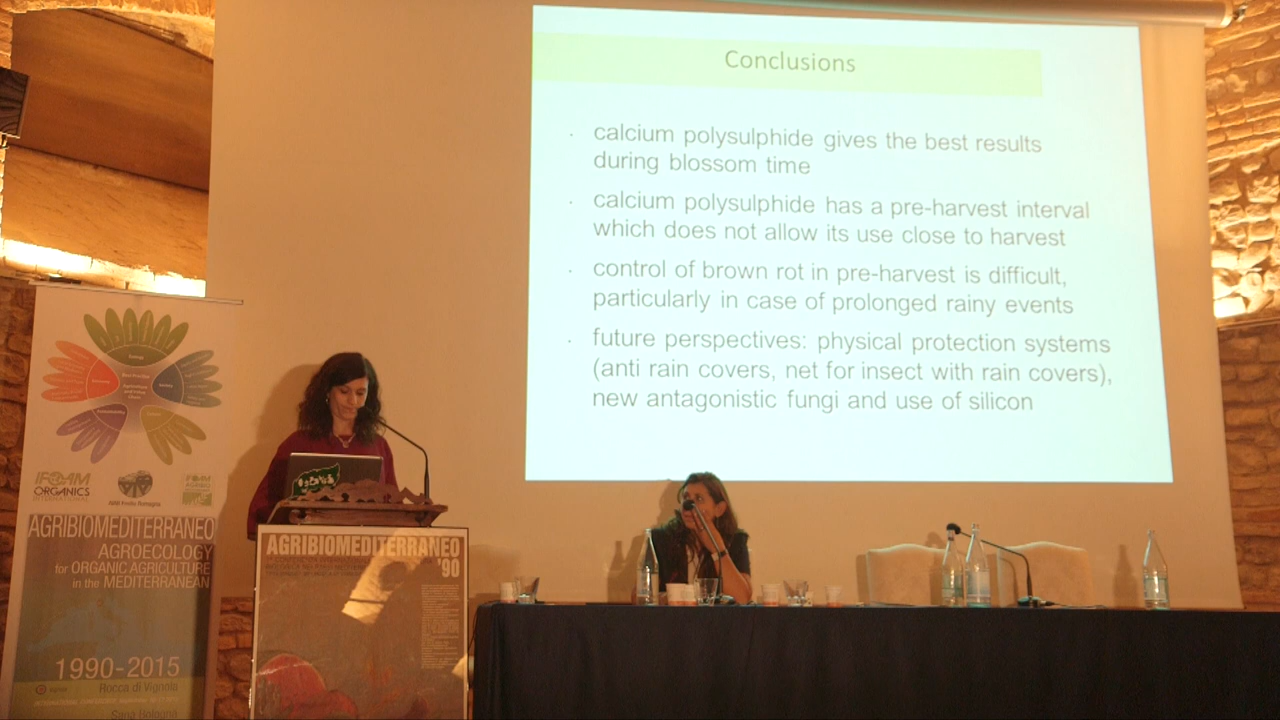 Conclusions
calcium polysulphide gives the best results
during blossom time
calcium polysulphide has a pre-harvest interval
which does not allow its use close to harvest
control of brown rot in pre-harvest is difficult,
particularly in case of prolonged rainy events
future perspectives: physical protection systems
(anti rain covers, net for insect with rain covers),
new antagonistic fungi and use of silicon
IFOAM
ORGANICS
INTERNATIONAL
AGRIBIOMEDITERRANEO
AGROECOLOGY
for ORGANIC AGRICULTURE
in the MEDITERRANEAN
1990-2015
Rocca di Vignola
Sana Bologna
AGRIBIOMEDITERRANEO
'90